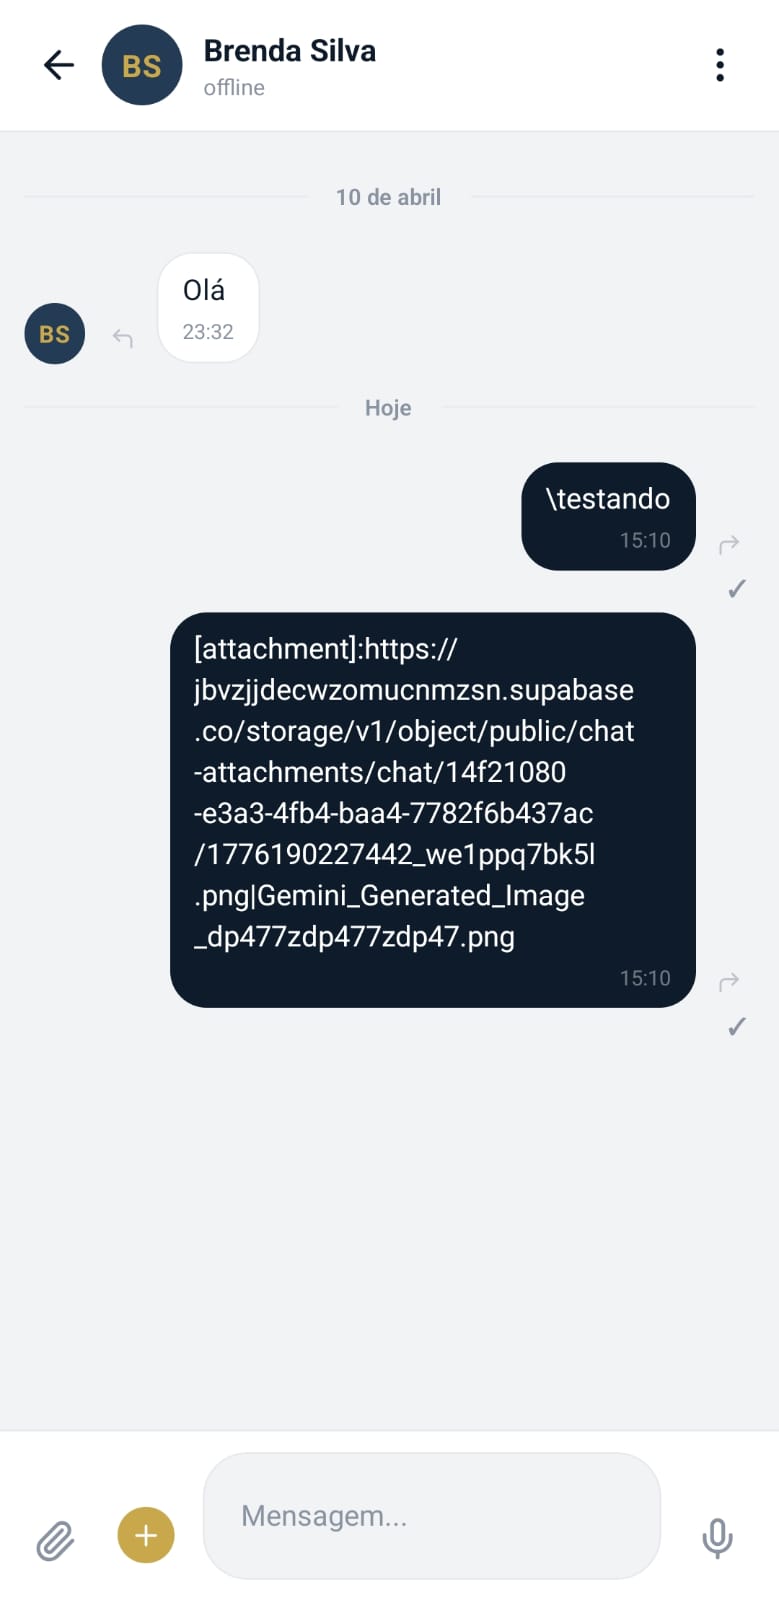 BS
Brenda Silva
offline
10 de abril
Olá
23:32
BS
Hoje
\testando
15:10
[attachment]:https://
jbvzjjdecwzomucnmzsn.supabase
.co/storage/v1/object/public/chat
-attachments/chat/14f21080
-e3a3-4fb4-baa4-7782f6b437ac
/1776190227442_we1ppq7bk5l
.png|Gemini_Generated_Image
_dp477zdp477zdp47.png
15:10
Mensagem...